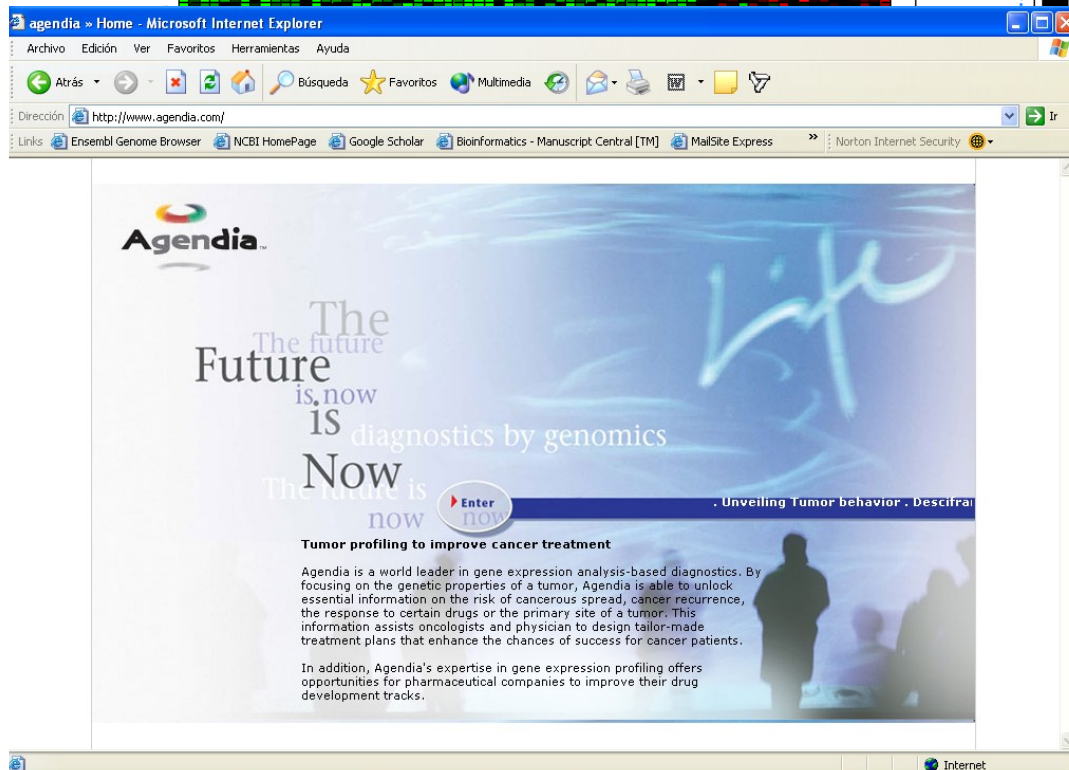 agendia » Home - Microsoft Internet Explorer
Archivo Edición Ver Favoritos Herramientas Ayuda
Atrás Búsqueda Favoritos Multimedia
Dirección http://www.agendia.com/ Ir
Links Ensembl Genome Browser NCBI HomePage Google Scholar Bioinformatics - Manuscript Central [TM] MailSite Express » Norton Internet Security
Agendia™
Life
The
The future
Future
is now
is
diagnostics by genomics
Now
The future is
now
Enter
now
. Unveiling Tumor behavior . Descifra
Tumor profiling to improve cancer treatment
Agendia is a world leader in gene expression analysis-based diagnostics. By
focusing on the genetic properties of a tumor, Agendia is able to unlock
essential information on the risk of cancerous spread, cancer recurrence,
the response to certain drugs or the primary site of a tumor. This
information assists oncologists and physician to design tailor-made
treatment plans that enhance the chances of success for cancer patients.
In addition, Agendia's expertise in gene expression profiling offers
opportunities for pharmaceutical companies to improve their drug
development tracks.
Internet